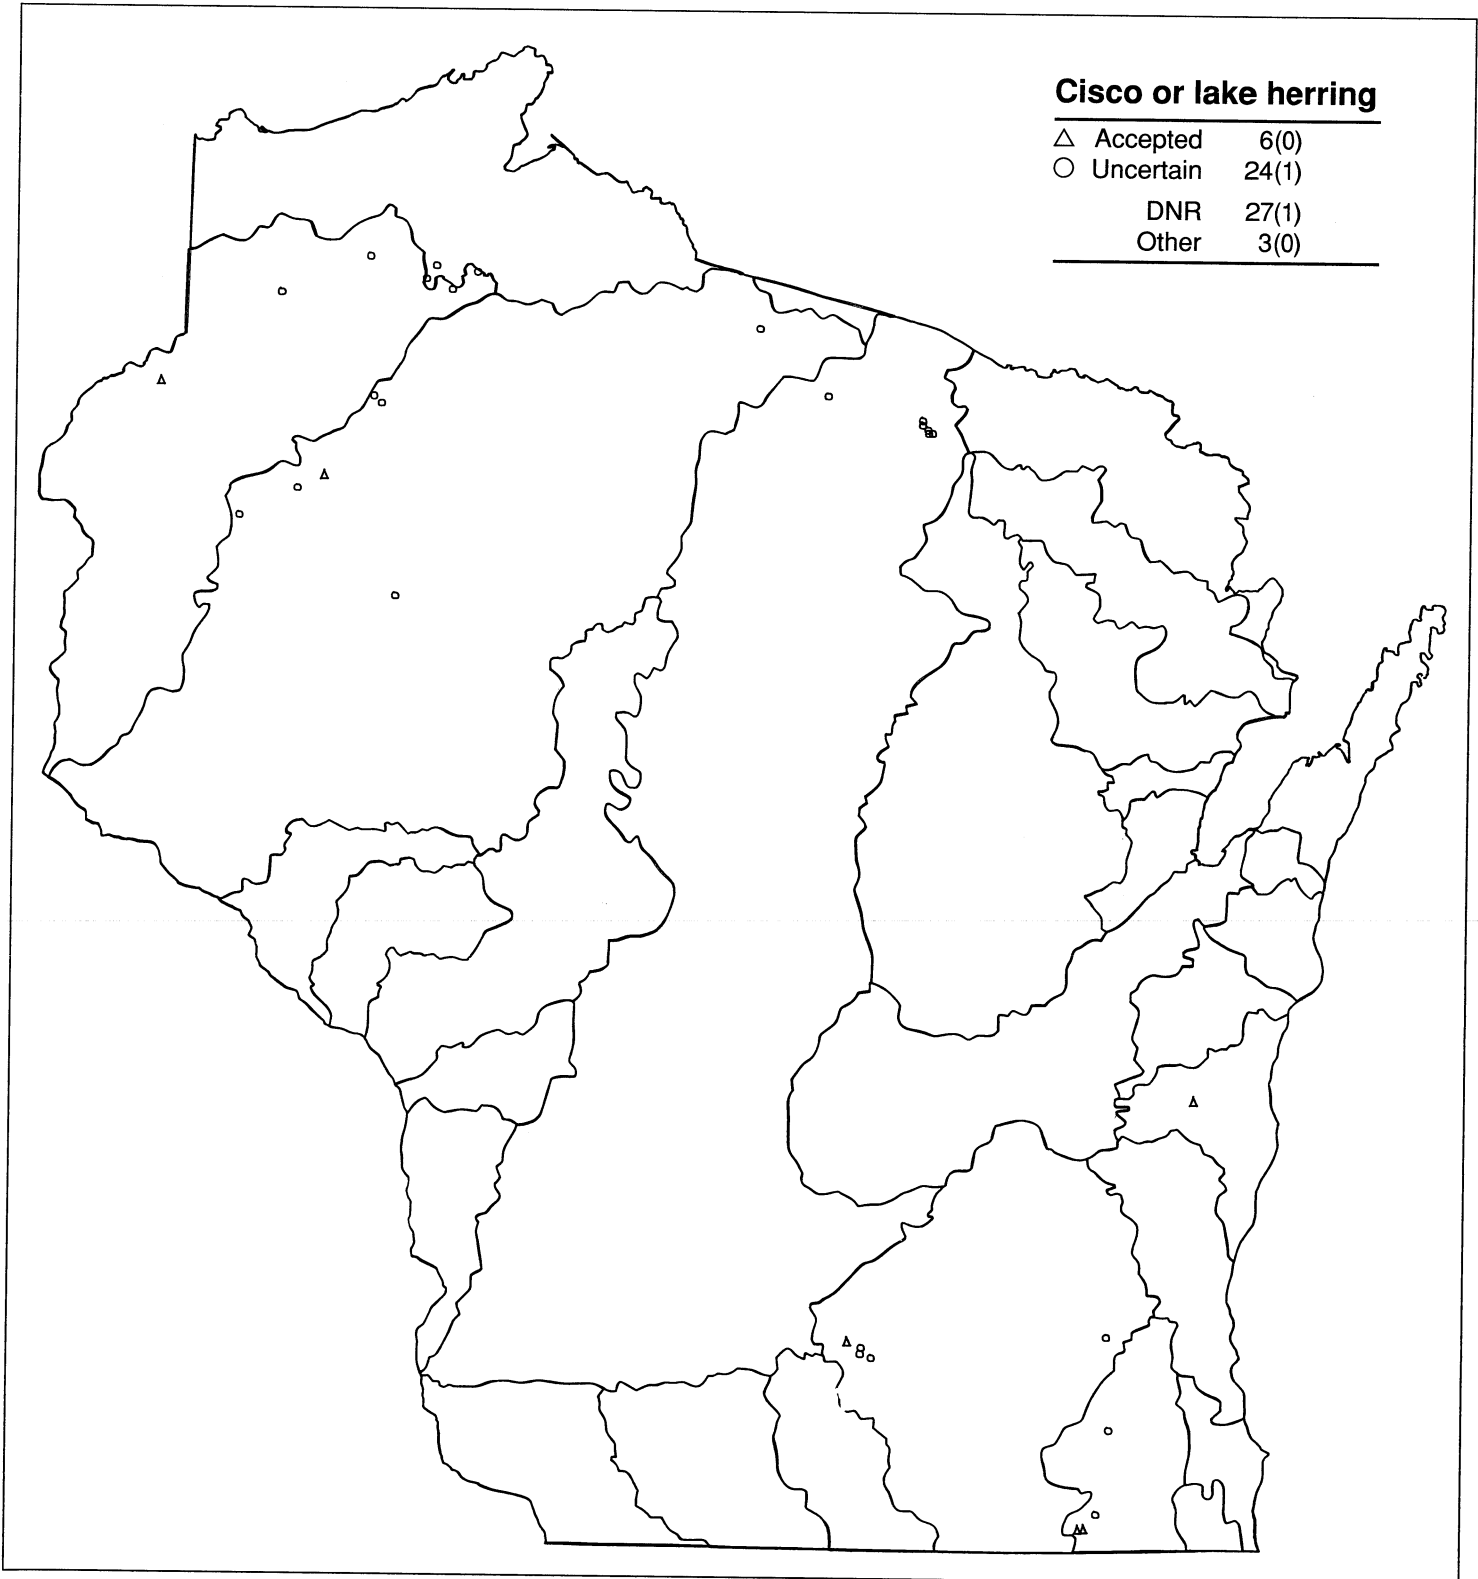 Cisco or lake herring
△ Accepted 6(0)
○ Uncertain 24(1)
DNR 27(1)
Other 3(0)